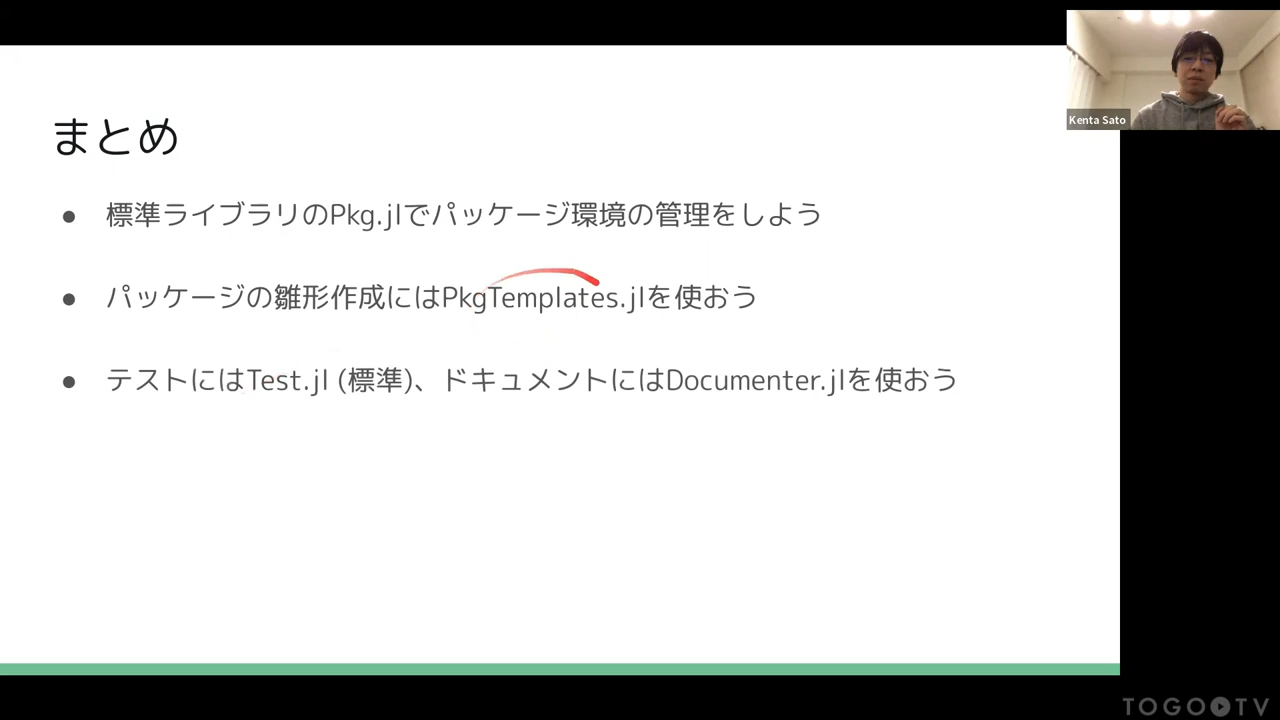 まとめ
● 標準ライブラリのPkg.jlでパッケージ環境の管理をしよう
● パッケージの雛形作成にはPkgTemplates.jlを使おう
● テストにはTest.jl (標準)、ドキュメントにはDocumenter.jlを使おう
Kenta Sato
TOGOTV